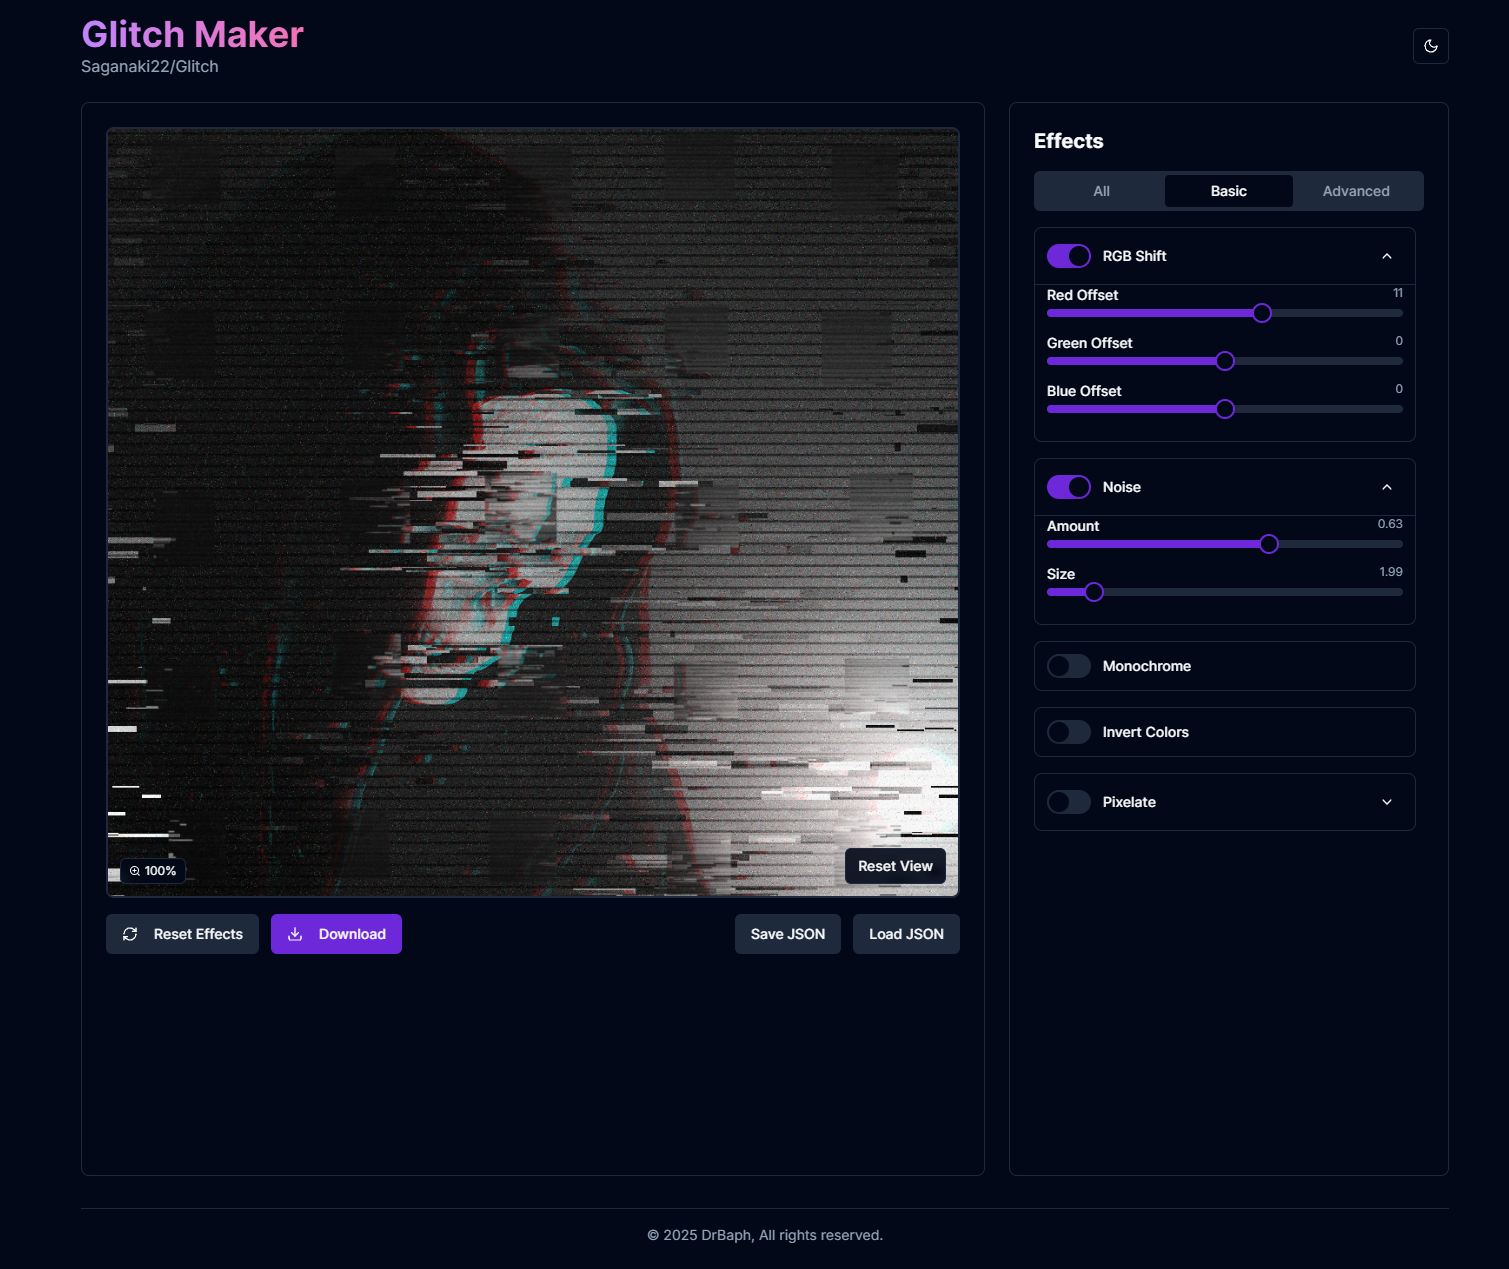 Glitch Maker
Saganaki22/Glitch
100%
Reset View
Reset Effects
Download
Save JSON
Load JSON
Effects
All
Basic
Advanced
RGB Shift
Red Offset
11
Green Offset
0
Blue Offset
0
Noise
Amount
0.63
Size
1.99
Monochrome
Invert Colors
Pixelate
© 2025 DrBaph, All rights reserved.